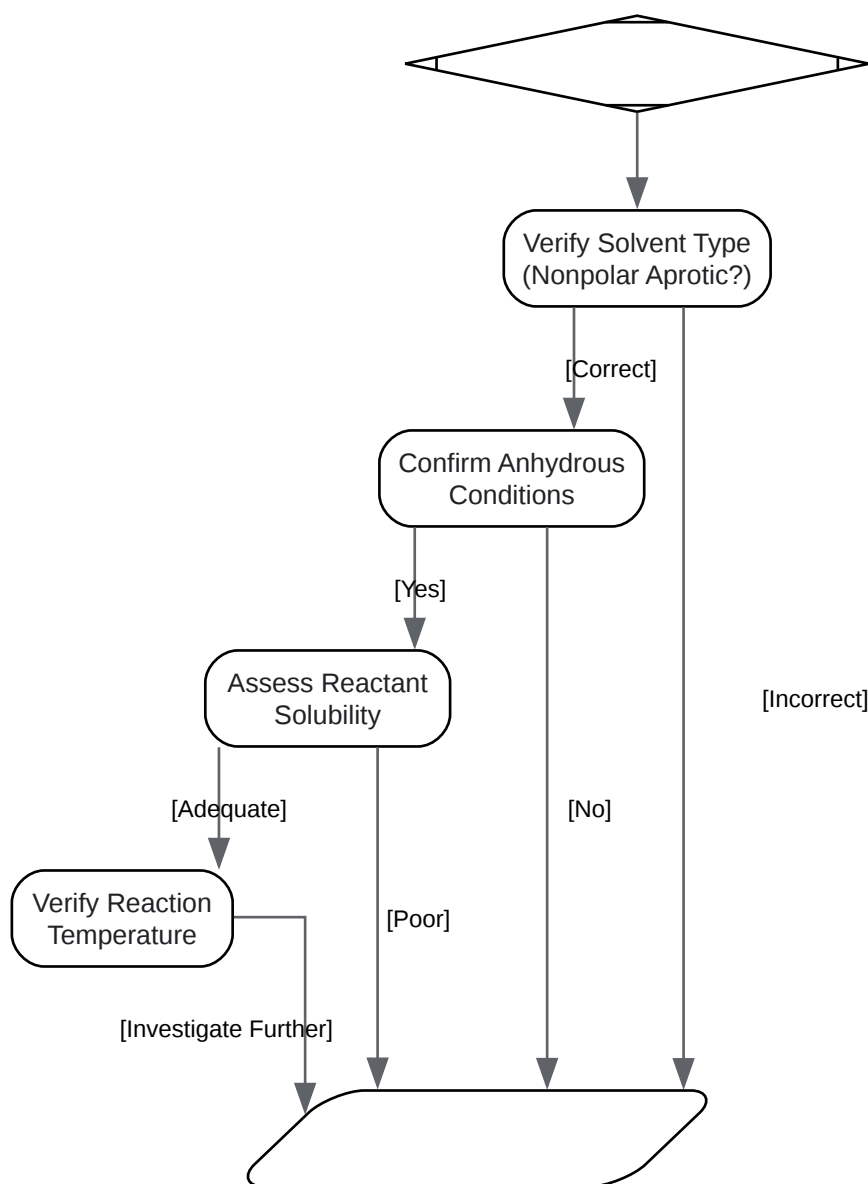 Verify Solvent Type
(Nonpolar Aprotic?)
[Correct]
Confirm Anhydrous
Conditions
[Yes]
Assess Reactant
Solubility
[Incorrect]
[Adequate]
[No]
Verify Reaction
Temperature
[Poor]
[Investigate Further]